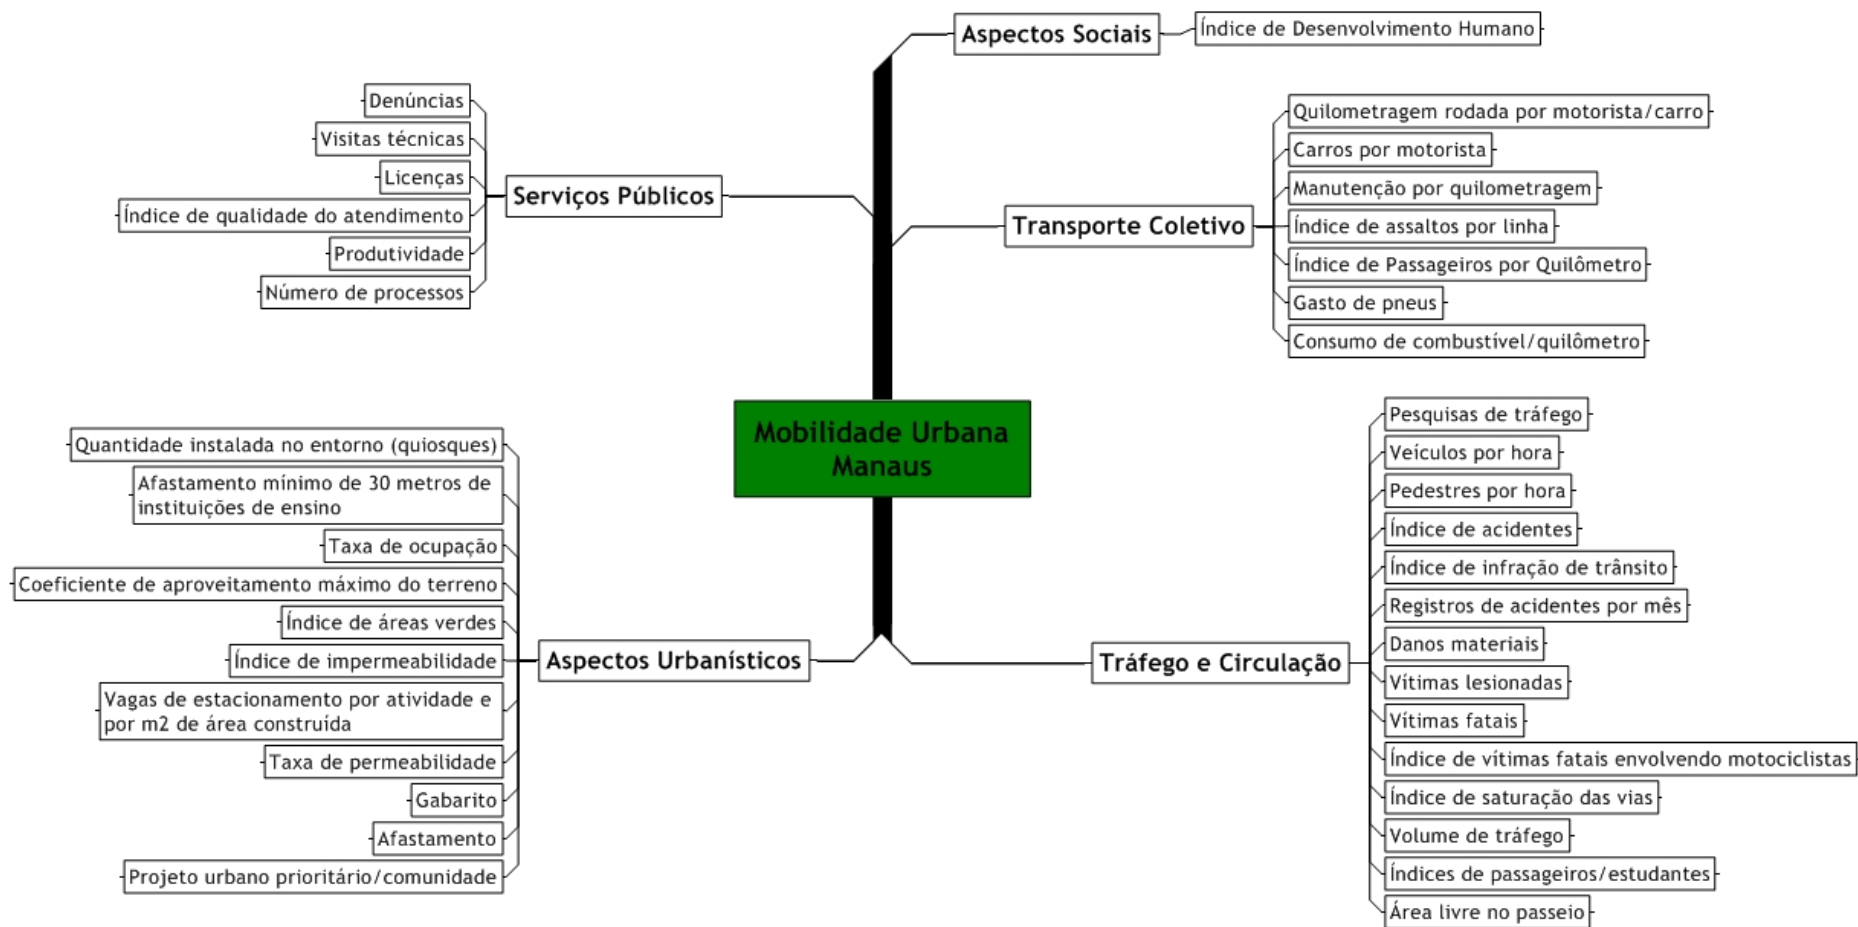 Aspectos Sociais
Índice de Desenvolvimento Humano
Denúncias
Visitas técnicas
Licenças
Índice de qualidade do atendimento
Produtividade
Número de processos
Serviços Públicos
Transporte Coletivo
Quilometragem rodada por motorista/carro
Carros por motorista
Manutenção por quilometragem
Índice de assaltos por linha
Índice de Passageiros por Quilômetro
Gasto de pneus
Consumo de combustível/quilômetro
Mobilidade Urbana
Manaus
Quantidade instalada no entorno (quiosques)
Afastamento mínimo de 30 metros de
instituições de ensino
Taxa de ocupação
Coeficiente de aproveitamento máximo do terreno
Índice de áreas verdes
Índice de impermeabilidade
Vagas de estacionamento por atividade e
por m2 de área construída
Taxa de permeabilidade
Gabarito
Afastamento
Projeto urbano prioritário/comunidade
Aspectos Urbanísticos
Tráfego e Circulação
Pesquisas de tráfego
Veículos por hora
Pedestres por hora
Índice de acidentes
Índice de infração de trânsito
Registros de acidentes por mês
Danos materiais
Vítimas lesionadas
Vítimas fatais
Índice de vítimas fatais envolvendo motociclistas
Índice de saturação das vias
Volume de tráfego
Índices de passageiros/estudantes
Área livre no passeio